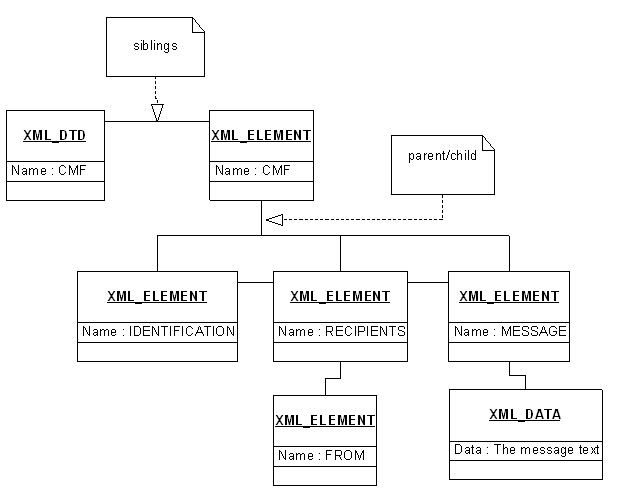 siblings
XML_DTD
Name : CMF
XML_ELEMENT
Name : CMF
parent/child
XML_ELEMENT
Name : IDENTIFICATION
XML_ELEMENT
Name : RECIPIENTS
XML_ELEMENT
Name : MESSAGE
XML_ELEMENT
Name : FROM
XML_DATA
Data : The message text